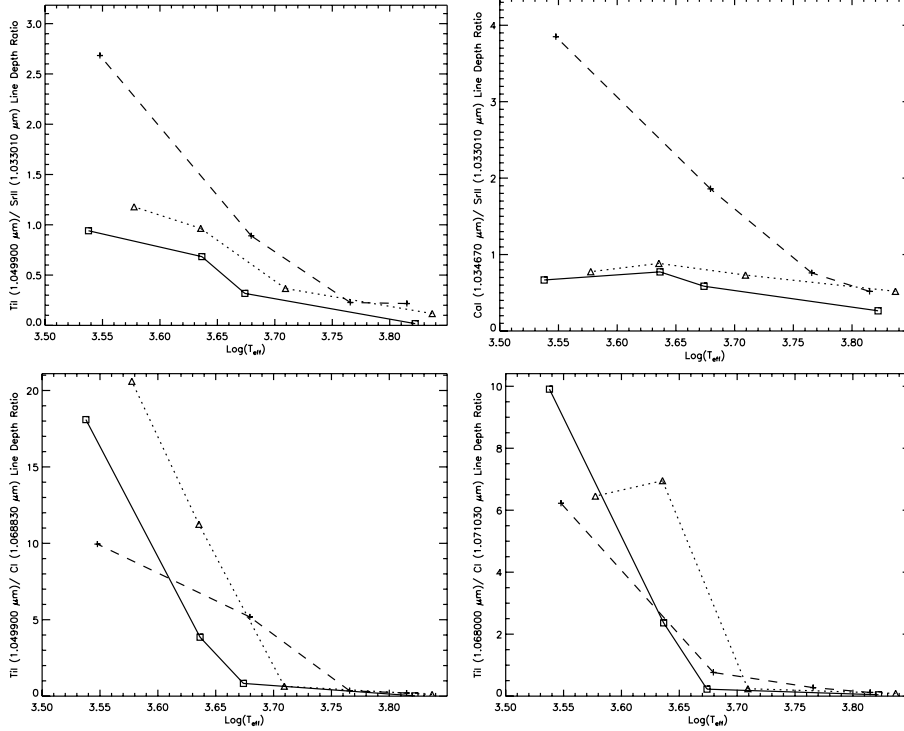 TiI (1.049900 μm)/ SrII (1.033010 μm) Line Depth Ratio
3.0
2.5
2.0
1.5
1.0
0.5
0.0
3.50 3.55 3.60 3.65 3.70 3.75 3.80
Log(Teff)
CaI (1.034670 μm)/ SrII (1.033010 μm) Line Depth Ratio
4
3
2
1
0
3.50 3.55 3.60 3.65 3.70 3.75 3.80
Log(Teff)
TiI (1.049900 μm)/ CI (1.068830 μm) Line Depth Ratio
20
15
10
5
0
3.50 3.55 3.60 3.65 3.70 3.75 3.80
Log(Teff)
TiI (1.068000 μm)/ CI (1.071030 μm) Line Depth Ratio
10
8
6
4
2
0
3.50 3.55 3.60 3.65 3.70 3.75 3.80
Log(Teff)